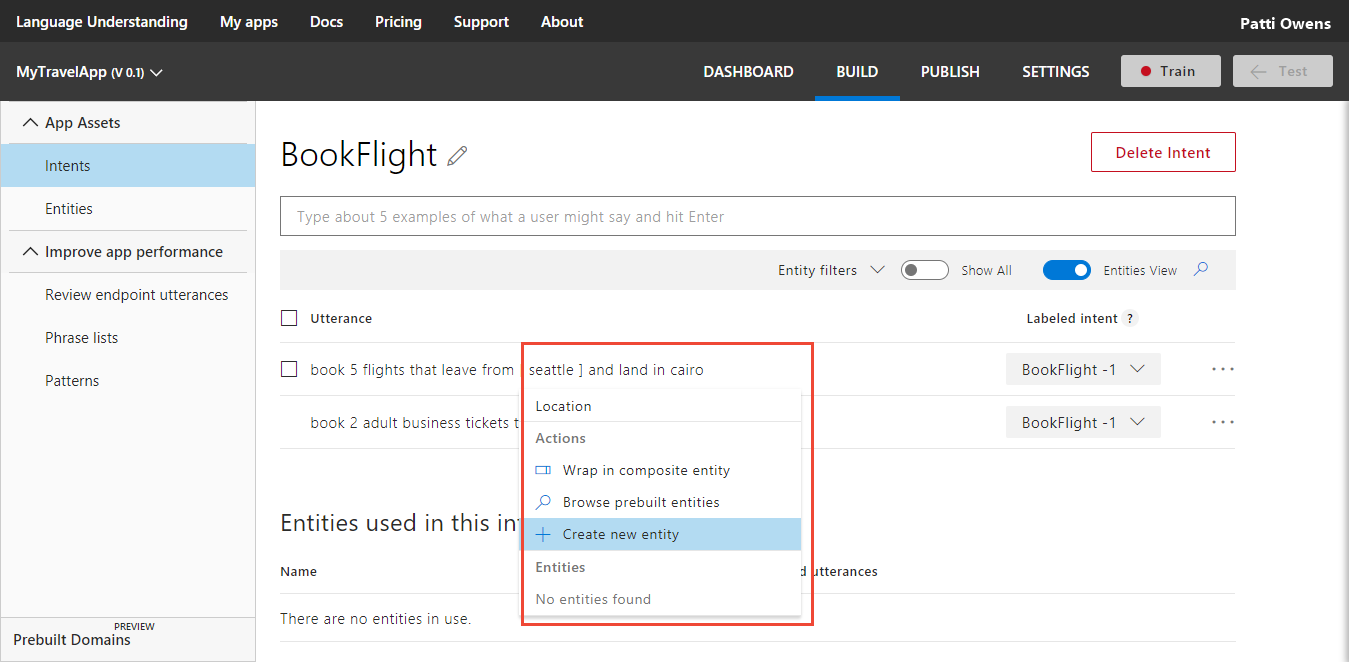 Language Understanding My apps Docs Pricing Support About Patti Owens
MyTravelApp (V 0.1) DASHBOARD BUILD PUBLISH SETTINGS Train Test
App Assets
Intents
Entities
Improve app performance
Review endpoint utterances
Phrase lists
Patterns
PREVIEW
Prebuilt Domains
BookFlight Delete Intent
Type about 5 examples of what a user might say and hit Enter
Entity filters Show All Entities View
Utterance Labeled intent ?
book 5 flights that leave from seattle ] and land in cairo BookFlight -1 ...
book 2 adult business tickets t BookFlight -1 ...
Location
Actions
Wrap in composite entity
Browse prebuilt entities
Create new entity
Entities
No entities found
Entities used in this int
Name d utterances
There are no entities in use.